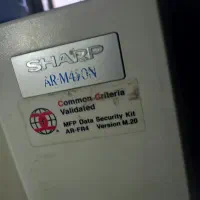 SHARP
AR-M450N
Common Criteria
Validated
MFP Data Security Kit
AR-FR4 Version M.20